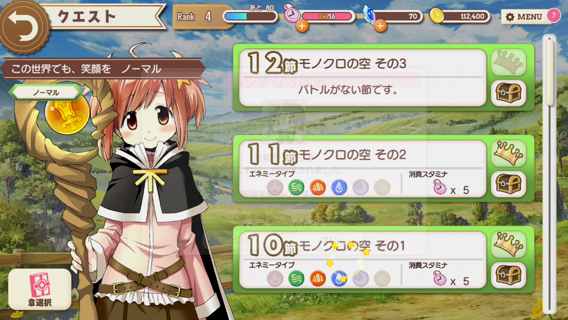 クエスト
Rank 4
あと 80
24/16
70
112,400
MENU
?
この世界でも、笑顔を ノーマル
ノーマル
12節 モノクロの空 その3
バトルがない節です。
11節 モノクロの空 その2
エネミータイプ
消費スタミナ
x 5
10節 モノクロの空 その1
エネミータイプ
消費スタミナ
x 5
章選択